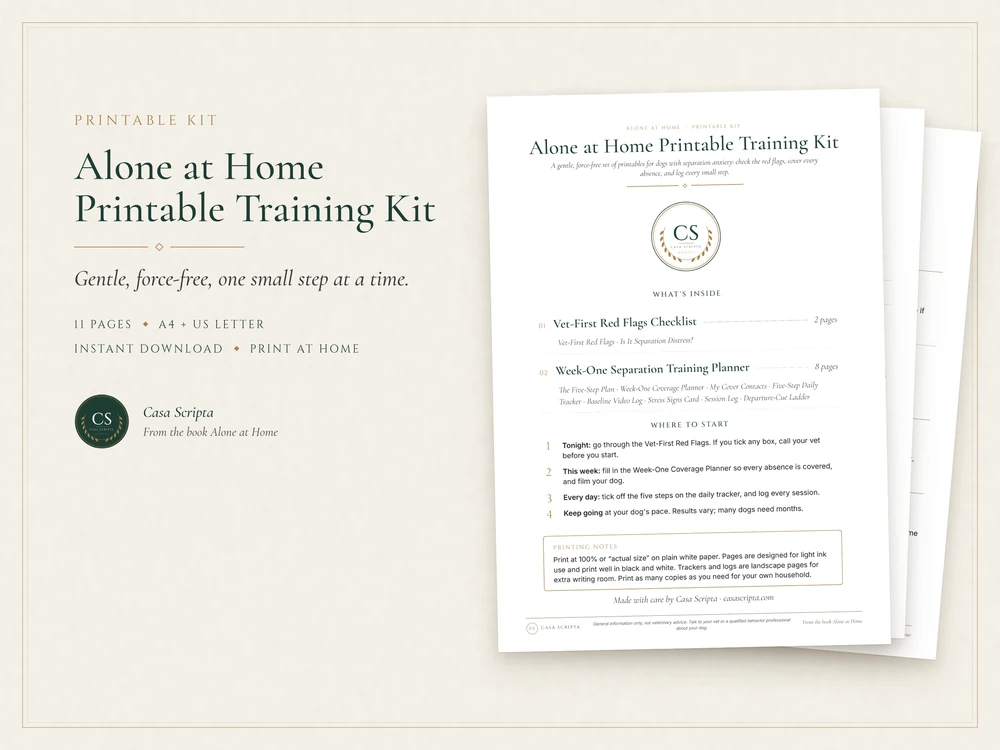 PRINTABLE KIT
Alone at Home
Printable Training Kit
Gentle, force-free, one small step at a time.
11 PAGES ◆ A4 + US LETTER
INSTANT DOWNLOAD ◆ PRINT AT HOME
CS
CASA SCRIPTA
Casa Scripta
From the book Alone at Home
ALONE AT HOME · PRINTABLE KIT
Alone at Home Printable Training Kit
A gentle, force-free set of printables for dogs with separation anxiety: check the red flags, cover every
absence, and log every small step.
CS
CASA SCRIPTA
WHAT'S INSIDE
01 Vet-First Red Flags Checklist 2 pages
Vet-First Red Flags · Is It Separation Distress?
02 Week-One Separation Training Planner 8 pages
The Five-Step Plan · Week-One Coverage Planner · My Cover Contacts · Five-Step Daily
Tracker · Baseline Video Log · Stress Signs Card · Session Log · Departure-Cue Ladder
WHERE TO START
1 Tonight: go through the Vet-First Red Flags. If you tick any box, call your vet
before you start.
2 This week: fill in the Week-One Coverage Planner so every absence is covered,
and film your dog.
3 Every day: tick off the five steps on the daily tracker, and log every session.
4 Keep going at your dog's pace. Results vary; many dogs need months.
PRINTING NOTES
Print at 100% or "actual size" on plain white paper. Pages are designed for light ink
use and print well in black and white. Trackers and logs are landscape pages for
extra writing room. Print as many copies as you need for your own household.
Made with care by Casa Scripta · casascripta.com
CS CASA SCRIPTA
General information only, not veterinary advice. Talk to your vet or a qualified behavior professional
about your dog.
From the book Alone at Home
if
me